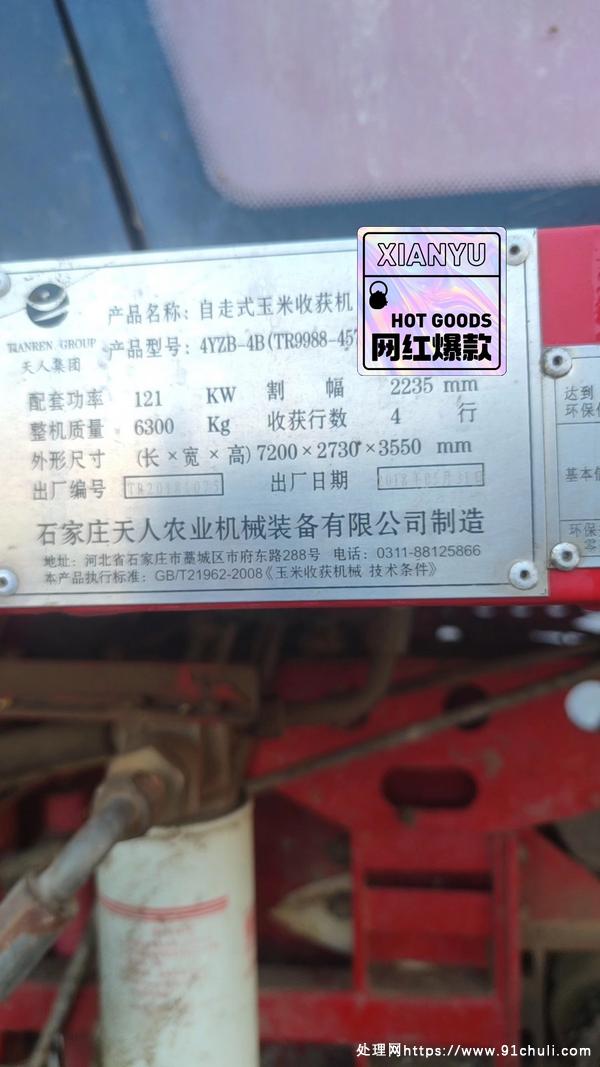 XIANYU
HOT GOODS
网红爆款
TIANREN GROUP
天人集团
产品名称：自走式玉米收获机
产品型号：4YZB-4B(TR9988-457
配套功率 121 KW 割 幅 2235 mm
整机质量 6300 Kg 收获行数 4 行
外形尺寸 (长×宽×高) 7200×2730×3550 mm
出厂编号 出厂日期
石家庄天人农业机械装备有限公司制造
地址：河北省石家庄市藁城区市府东路288号 电话：0311-88125866
本产品执行标准：GB/T21962-2008《玉米收获机械 技术条件》
达到
环保
基本
环保
零
处理网https://www.91chuli.com